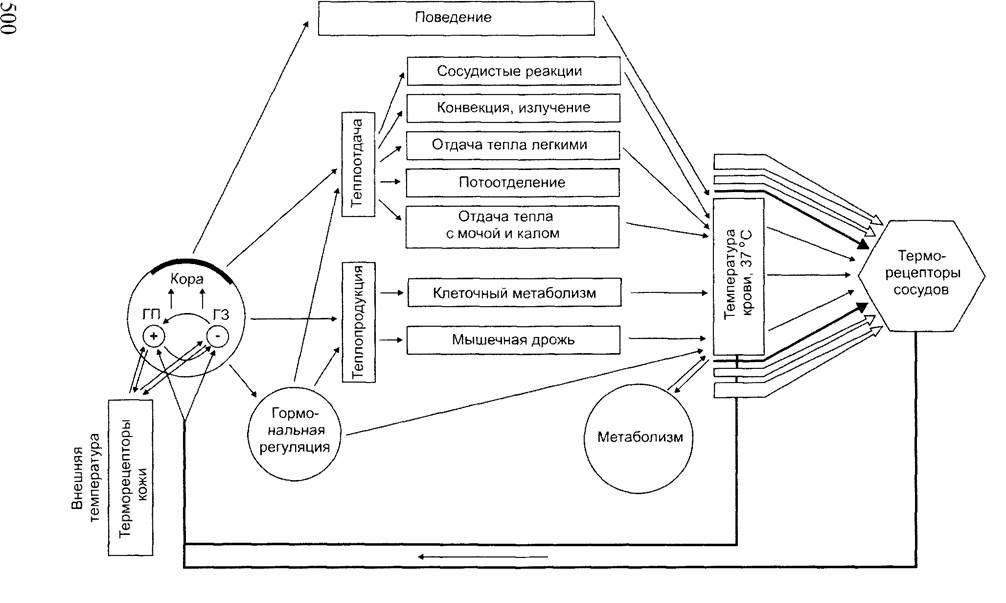 500
Поведение
Сосудистые реакции
Конвекция, излучение
Отдача тепла легкими
Потоотделение
Отдача тепла
с мочой и калом
Теплоотдача
Теплопродукция
Клеточный метаболизм
Мышечная дрожь
Кора
ГП
ГЗ
+
-
Гормо-
нальная
регуляция
Метаболизм
Температура
крови, 37°С
Термо-
рецепторы
сосудов
Внешняя
температура
Терморецепторы
кожи